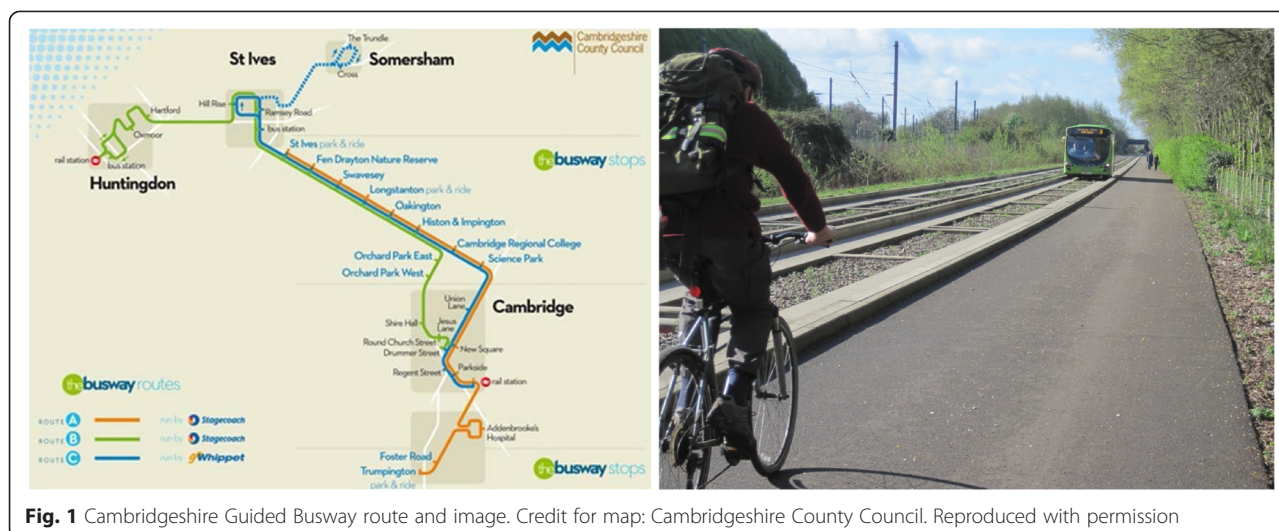 The Trundle
Cambridgeshire
County Council
St Ives
Somersham
Cross
Hill Rise
Ramsey Road
bus station
Hartford
Oxmoor
rail station
bus station
Huntingdon
St Ives park & ride
Fen Drayton Nature Reserve
the busway stops
Swavesey
Longstanton park & ride
Oakington
Histon & Impington
Cambridge Regional College
Orchard Park East
Science Park
Orchard Park West
Union
Lane
Cambridge
Jesus
Lane
Shire Hall
Round Church Street
New Square
Drummer Street
Parkside
Regent Street
rail station
the busway routes
ROUTE A run by Stagecoach
ROUTE B run by Stagecoach
ROUTE C run by Whippet
Addenbrooke's
Hospital
Foster Road
Trumpington
park & ride
the busway stops
Fig. 1 Cambridgeshire Guided Busway route and image. Credit for map: Cambridgeshire County Council. Reproduced with permission